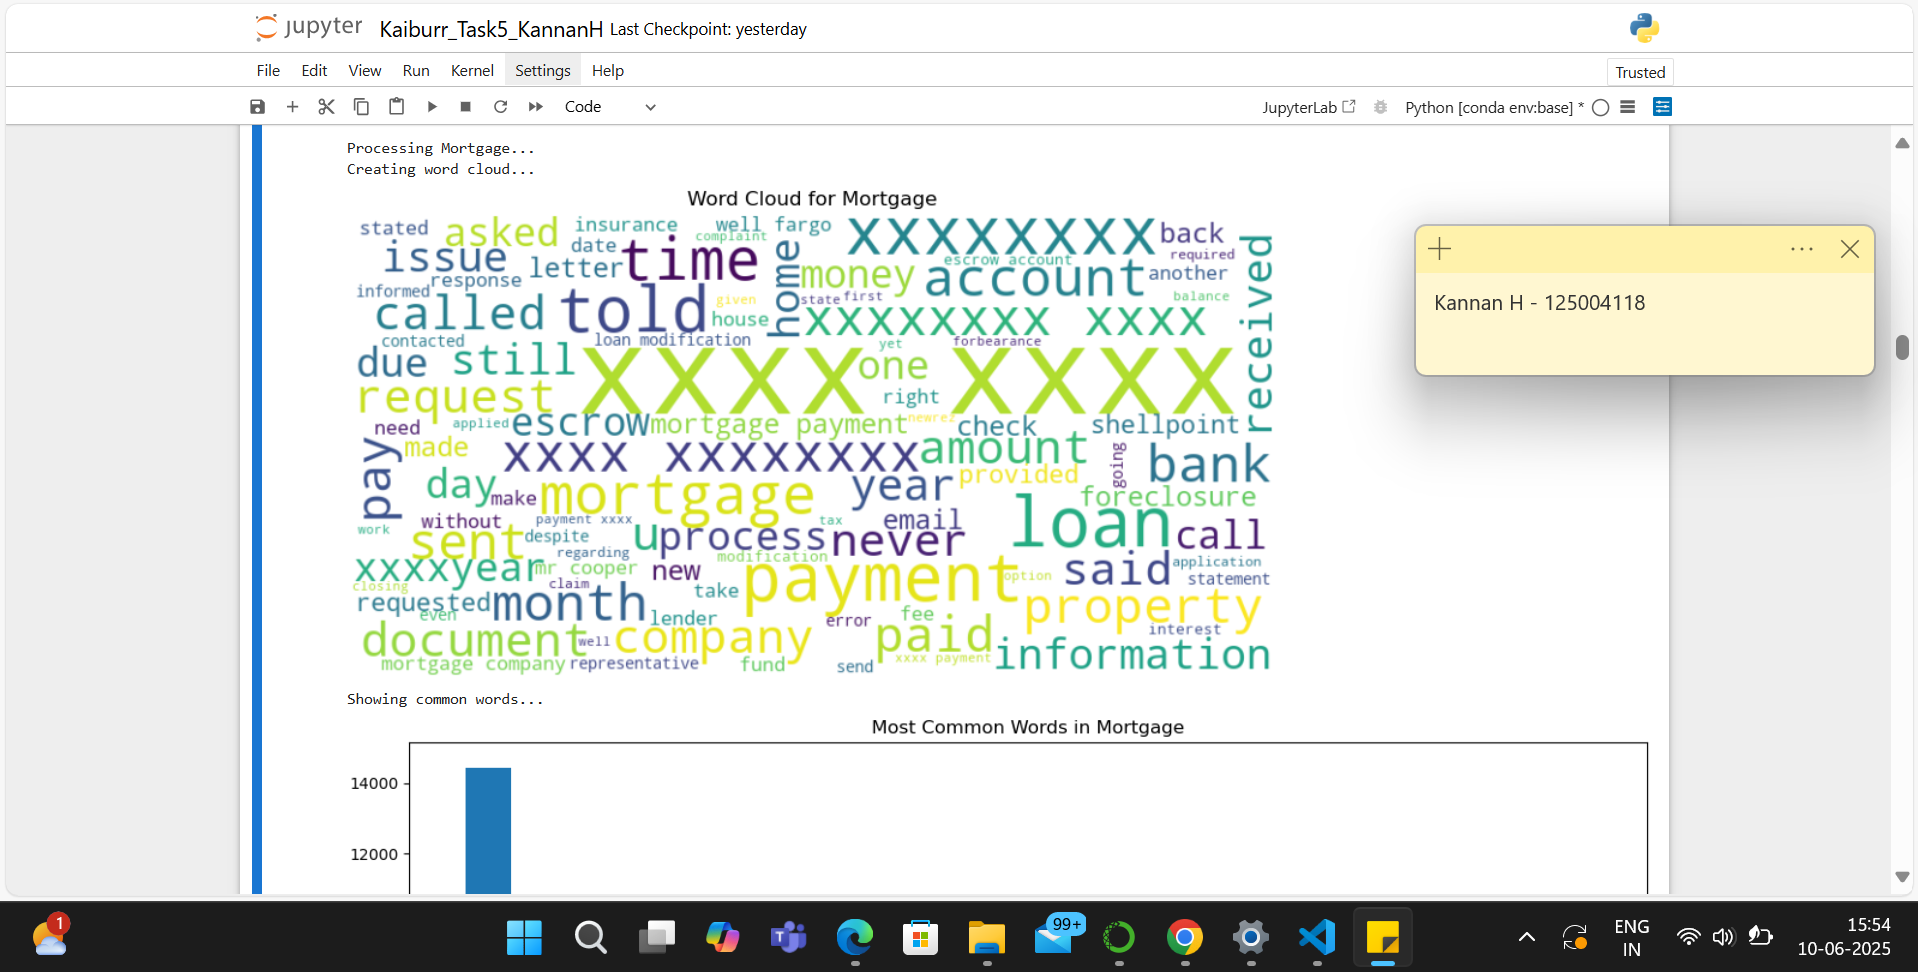 jupyter Kaiburr_Task5_KannanH Last Checkpoint: yesterday
File Edit View Run Kernel Settings Help
Trusted
Code
JupyterLab
Python [conda env:base] *
Processing Mortgage...
Creating word cloud...
Word Cloud for Mortgage
stated asked insurance well fargo xxxxxxxx back
issue date time complaint home escrow account required
letter money account another received
informed response given state first balance
called told house xxxxxxxx xxxx
contacted loan modification yet forbearance
due still xxxx xxxx one
request right
need applied escrow mortgage payment newrez check shellpoint
pay made xxxx xxxxxxxx amount going bank
day make mortgage year provided foreclosure
work without payment xxxx tax email loan
sent despite u process never call
regarding modification
xxxxyear mr cooper new payment option said application
closing claim take statement
requested month property
even lender error fee interest
document well company paid information
mortgage company representative fund send xxxx payment
Showing common words...
Most Common Words in Mortgage
14000
12000
Kannan H - 125004118
1
99+
ENG
IN
15:54
10-06-2025